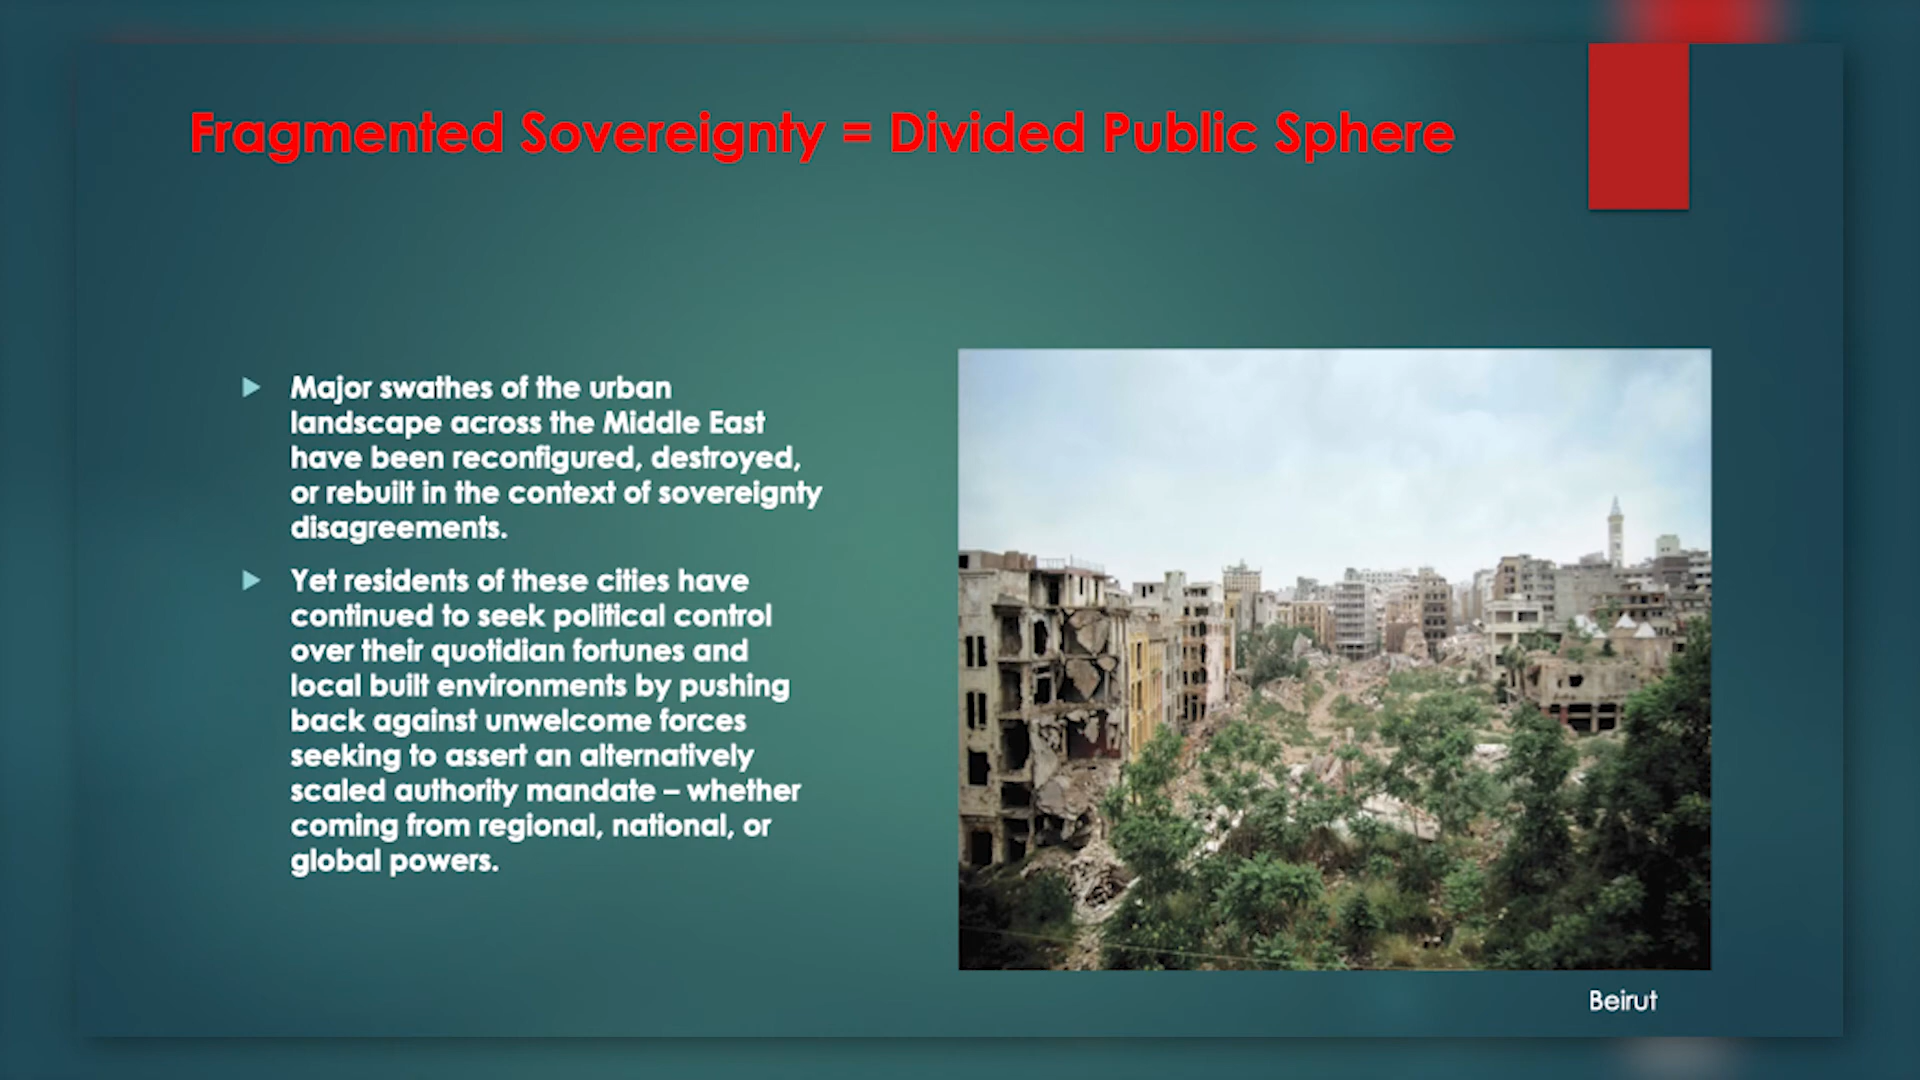 Fragmented Sovereignty = Divided Public Sphere
Major swathes of the urban
landscape across the Middle East
have been reconfigured, destroyed,
or rebuilt in the context of sovereignty
disagreements.
Yet residents of these cities have
continued to seek political control
over their quotidian fortunes and
local built environments by pushing
back against unwelcome forces
seeking to assert an alternatively
scaled authority mandate – whether
coming from regional, national, or
global powers.
Beirut